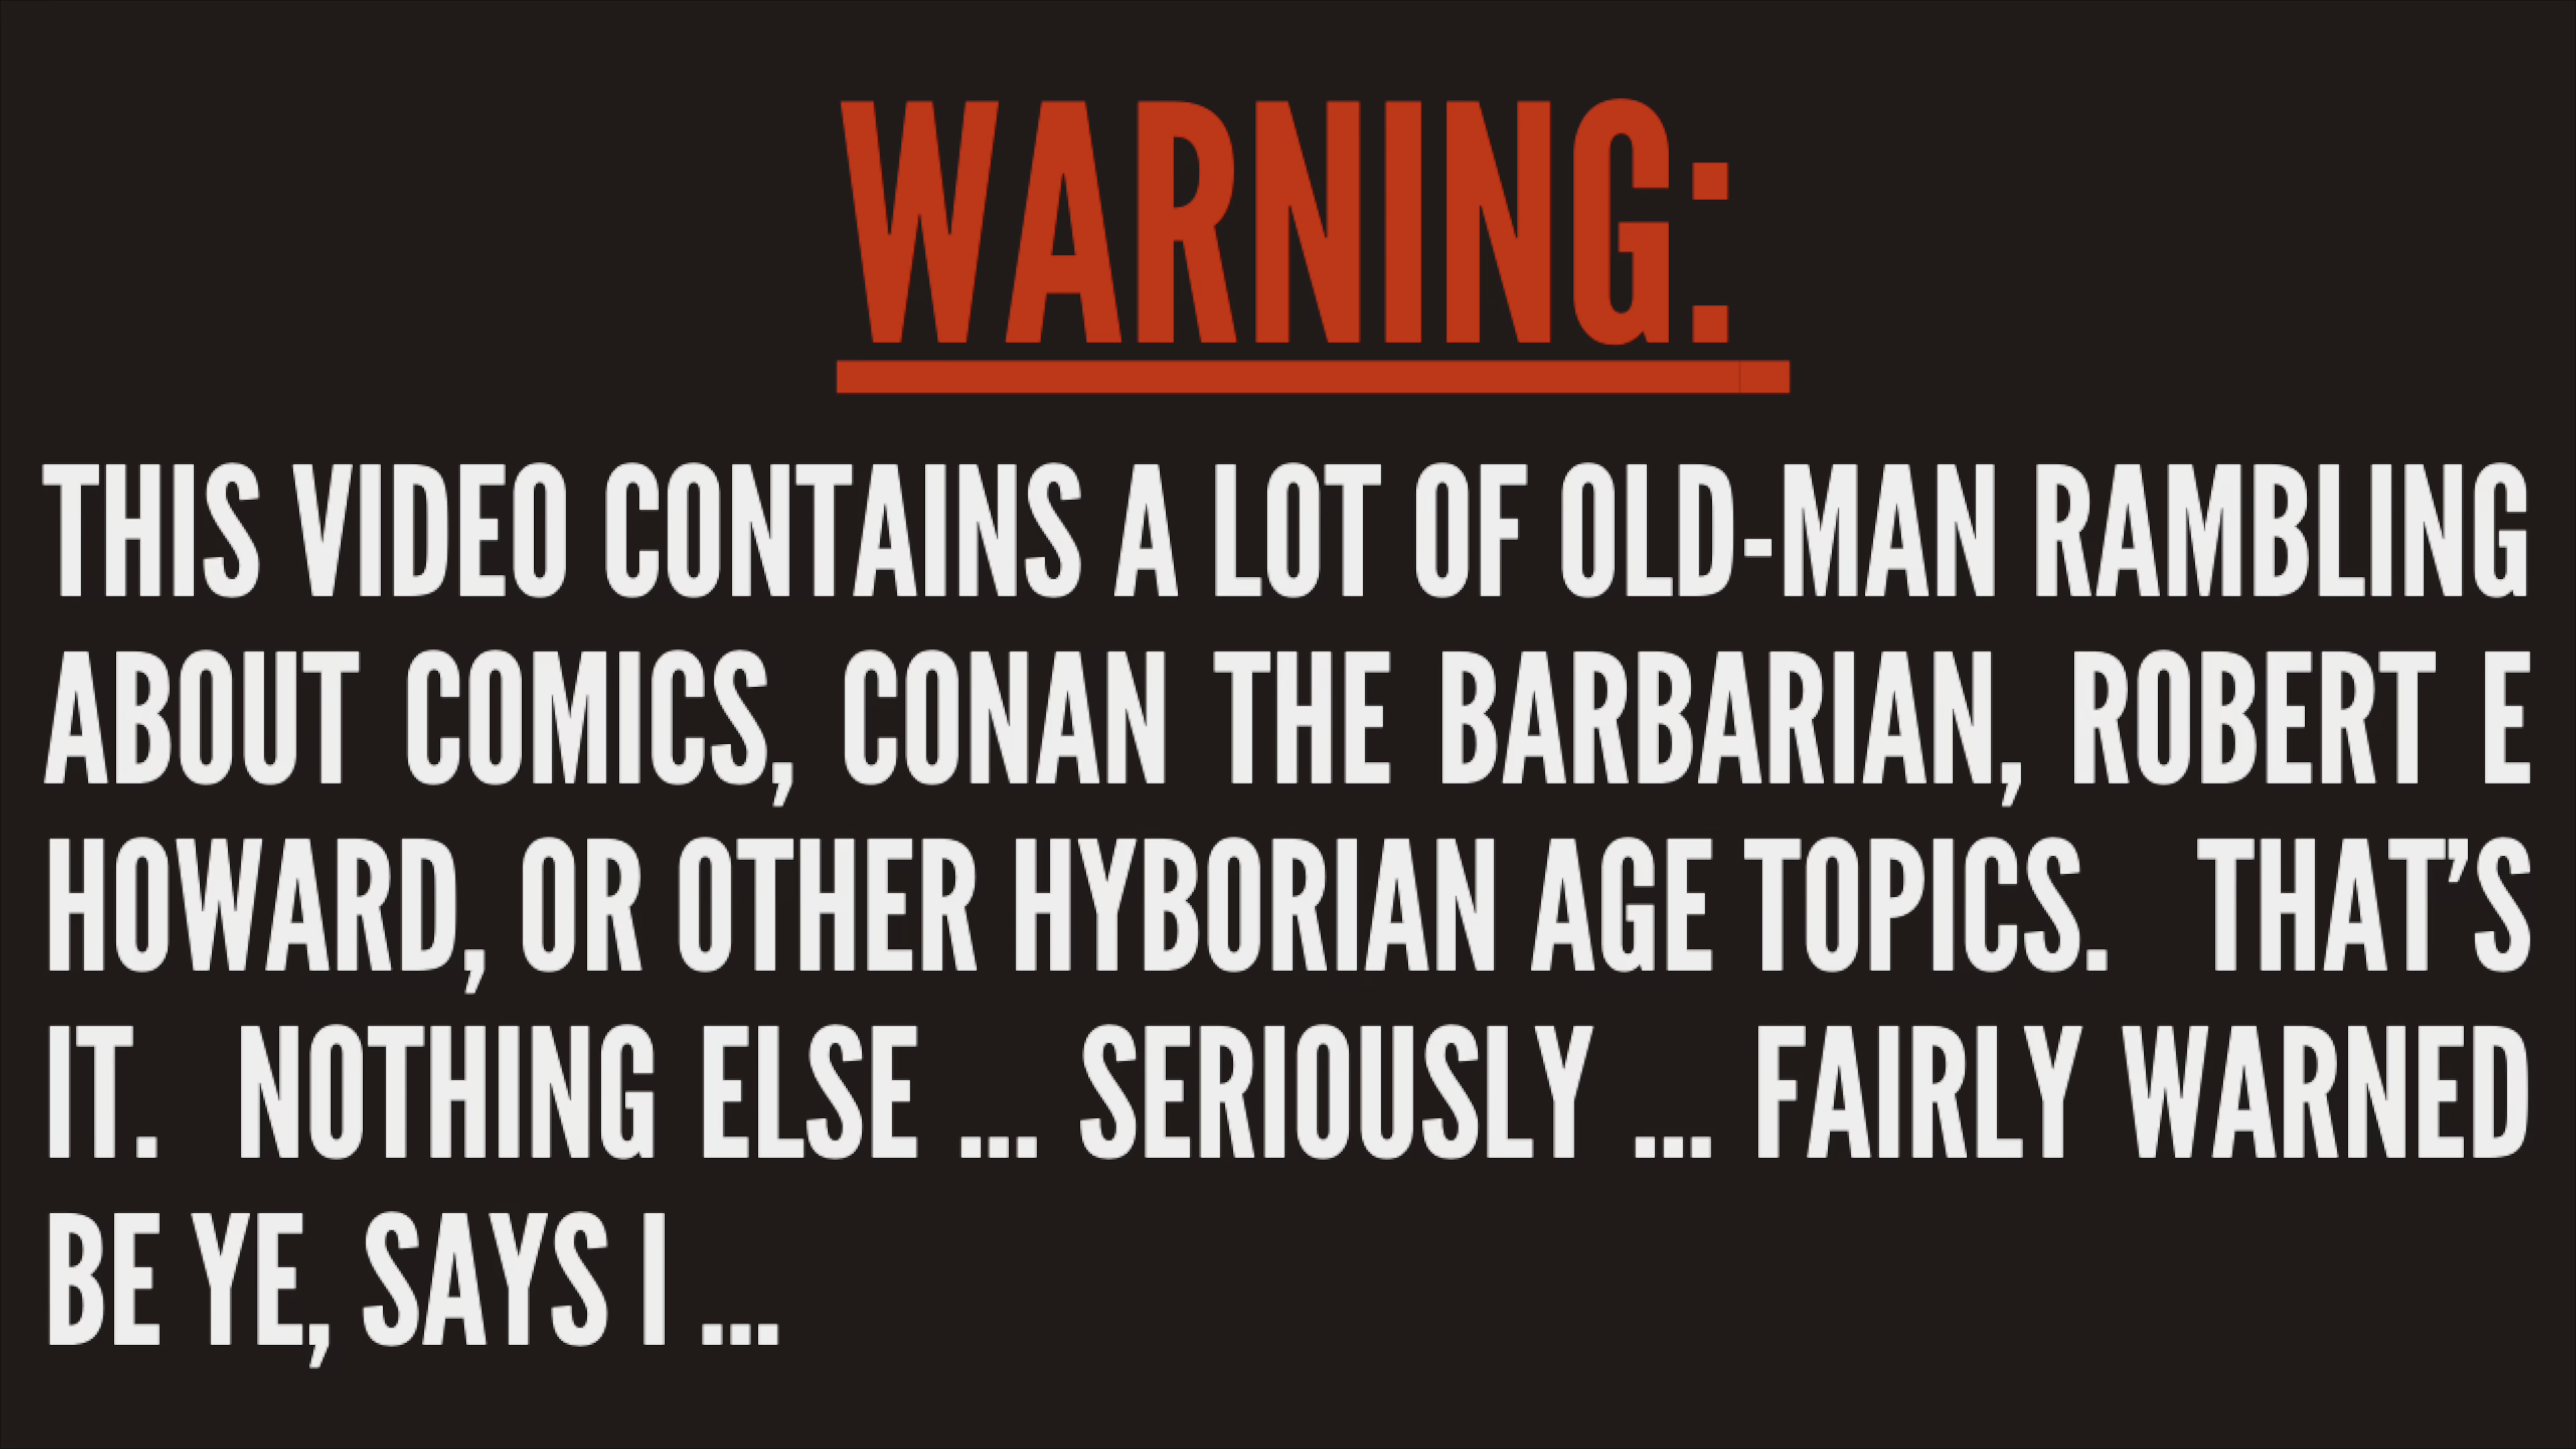 WARNING:
THIS VIDEO CONTAINS A LOT OF OLD-MAN RAMBLING
ABOUT COMICS, CONAN THE BARBARIAN, ROBERT E
HOWARD, OR OTHER HYBORIAN AGE TOPICS. THAT’S
IT. NOTHING ELSE ... SERIOUSLY ... FAIRLY WARNED
BE YE, SAYS I ...